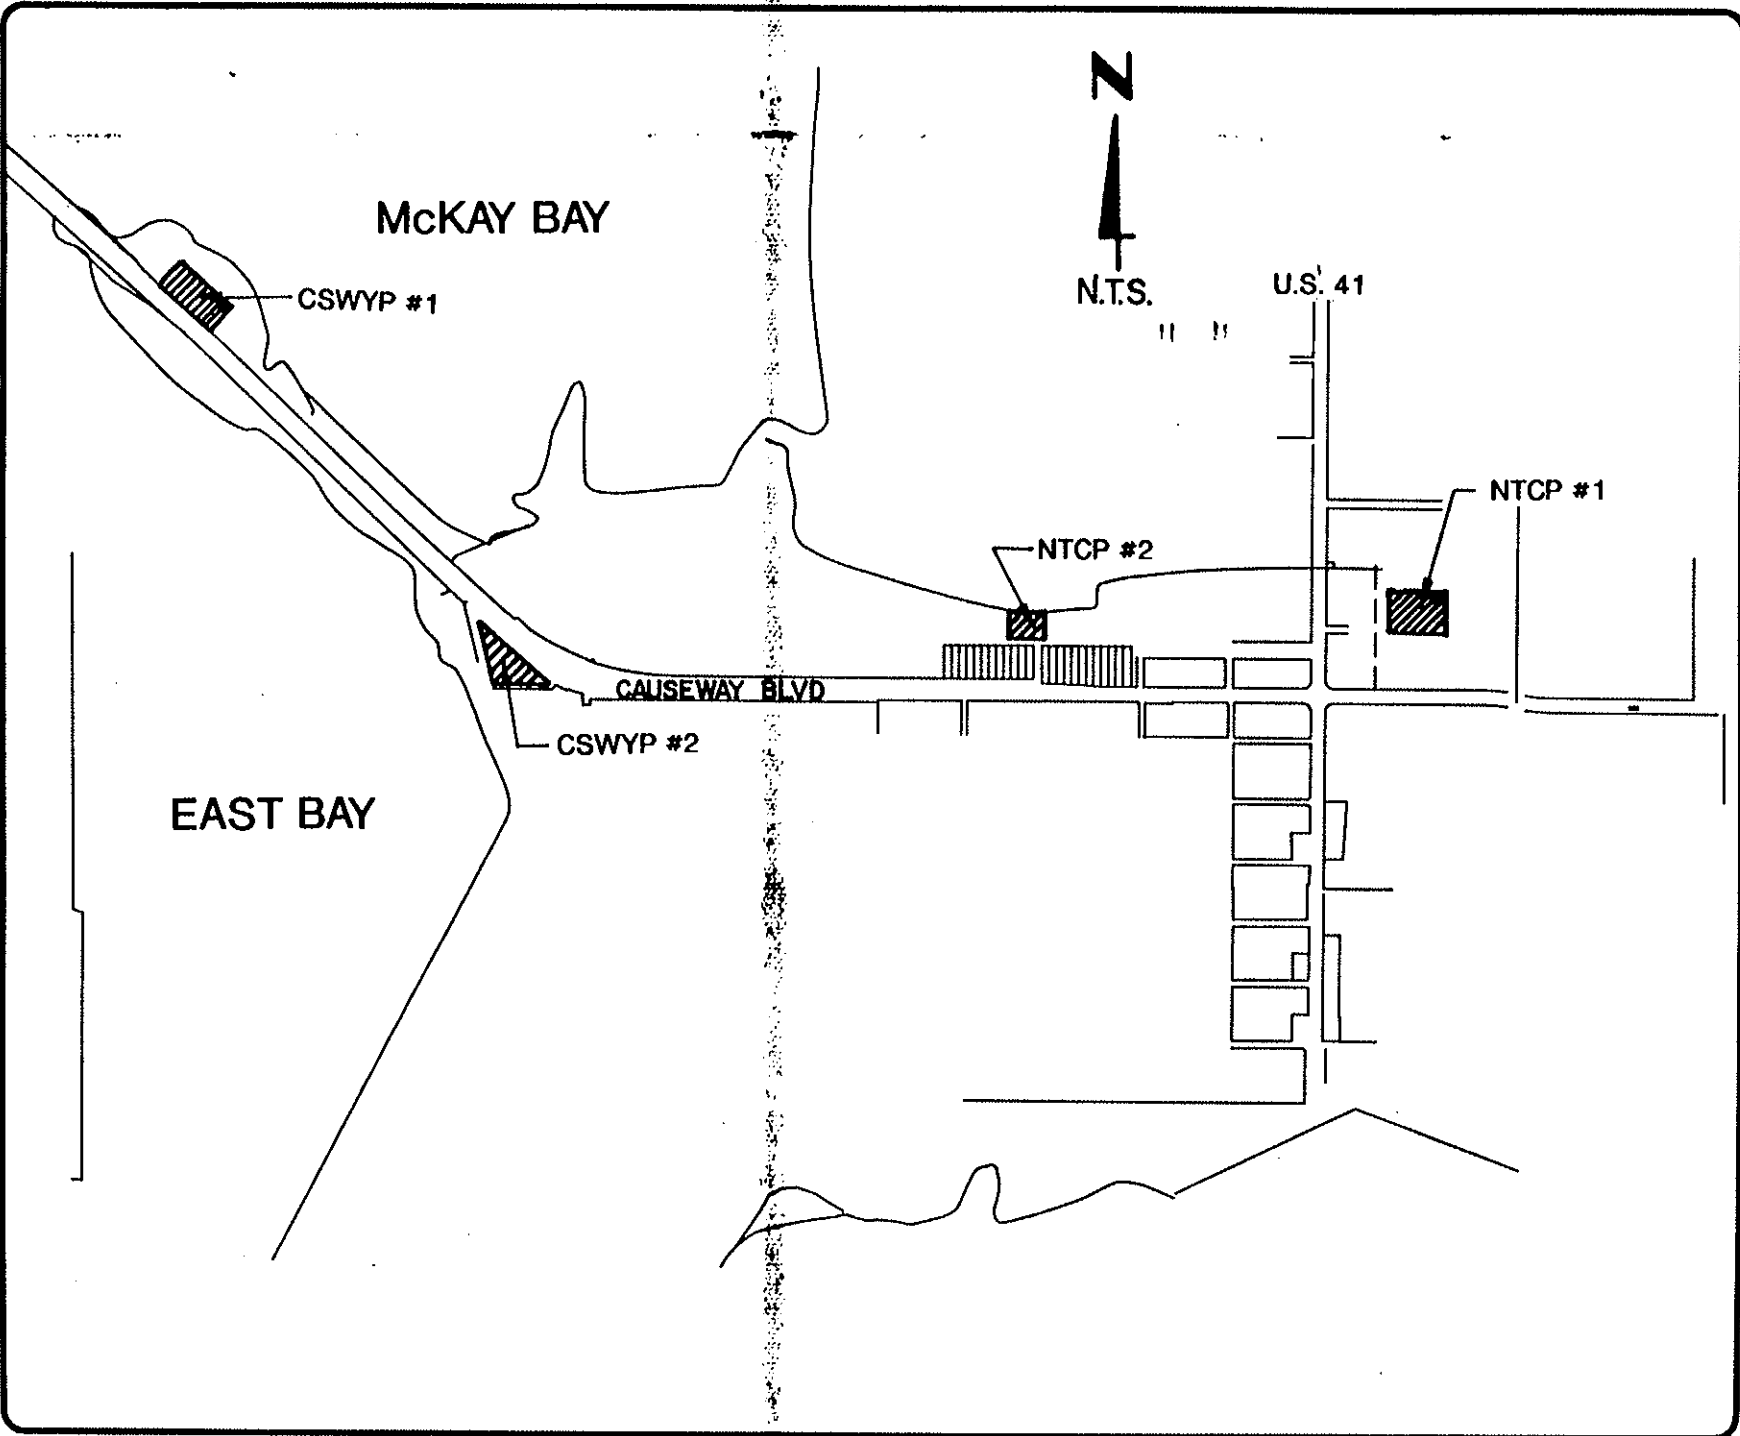 N
McKAY BAY
N.T.S.
U.S. 41
CSWYP #1
NTCP #1
NTCP #2
CAUSEWAY BLVD
CSWYP #2
EAST BAY